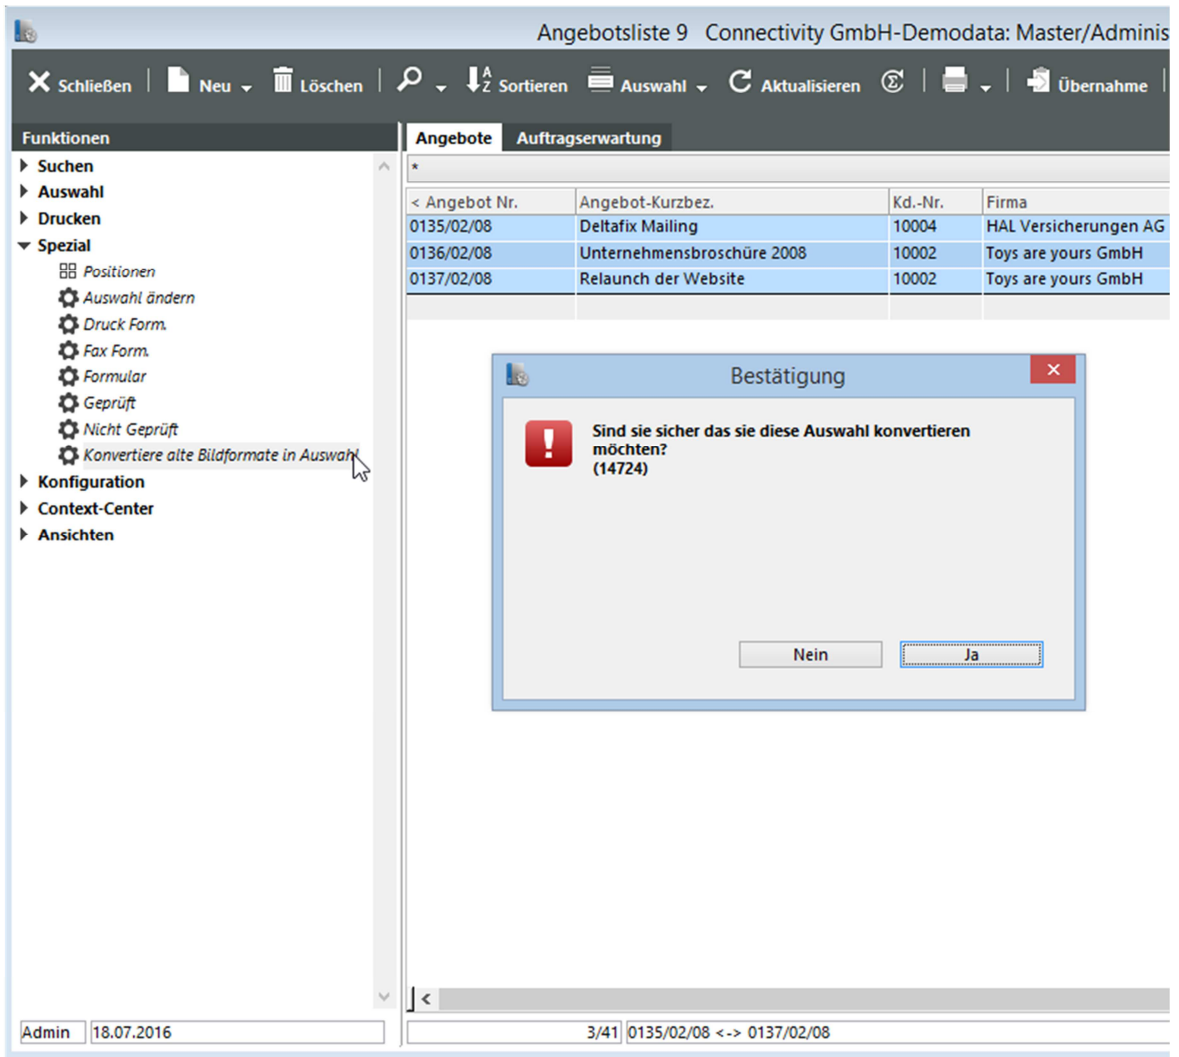 Angebotsliste 9 Connectivity GmbH-Demodata: Master/Adminis
Schließen Neu Löschen Sortieren Auswahl Aktualisieren Übernahme
Funktionen
Suchen
Auswahl
Drucken
Spezial
Positionen
Auswahl ändern
Druck Form.
Fax Form.
Formular
Geprüft
Nicht Geprüft
Konvertiere alte Bildformate in Auswahl
Konfiguration
Context-Center
Ansichten
Angebote Auftragserwartung
*
< Angebot Nr. Angebot-Kurzbez. Kd.-Nr. Firma
0135/02/08 Deltafix Mailing 10004 HAL Versicherungen AG
0136/02/08 Unternehmensbroschüre 2008 10002 Toys are yours GmbH
0137/02/08 Relaunch der Website 10002 Toys are yours GmbH
Bestätigung
Sind sie sicher das sie diese Auswahl konvertieren
möchten?
(14724)
Nein Ja
Admin 18.07.2016 3/41 0135/02/08 <-> 0137/02/08